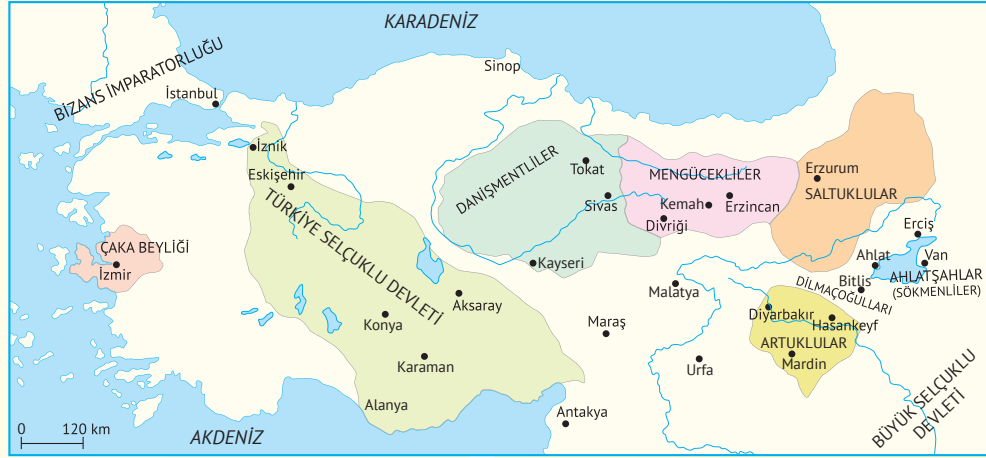 KARADENİZ
BİZANS İMPARATORLUĞU
İstanbul
Sinop
İznik
Eskişehir
TÜRKİYE SELÇUKLU DEVLETİ
ÇAKA BEYLİĞİ
İzmir
Aksaray
Konya
Karaman
Alanya
DANİŞMENTLİLER
Tokat
Sivas
Kayseri
MENGÜCEKLİLER
Kemah
Erzincan
Divriği
Erzurum
SALTUKLULAR
Erciş
Van
Ahlat
AHLATŞAHLAR
(SÖKMENLİLER)
Bitlis
DİLMAÇOĞULLARI
Malatya
Maraş
Urfa
Antakya
Diyarbakır
Hasankeyf
ARTUKLULAR
Mardin
BÜYÜK SELÇUKLU
DEVLETİ
AKDENİZ
0 120 km